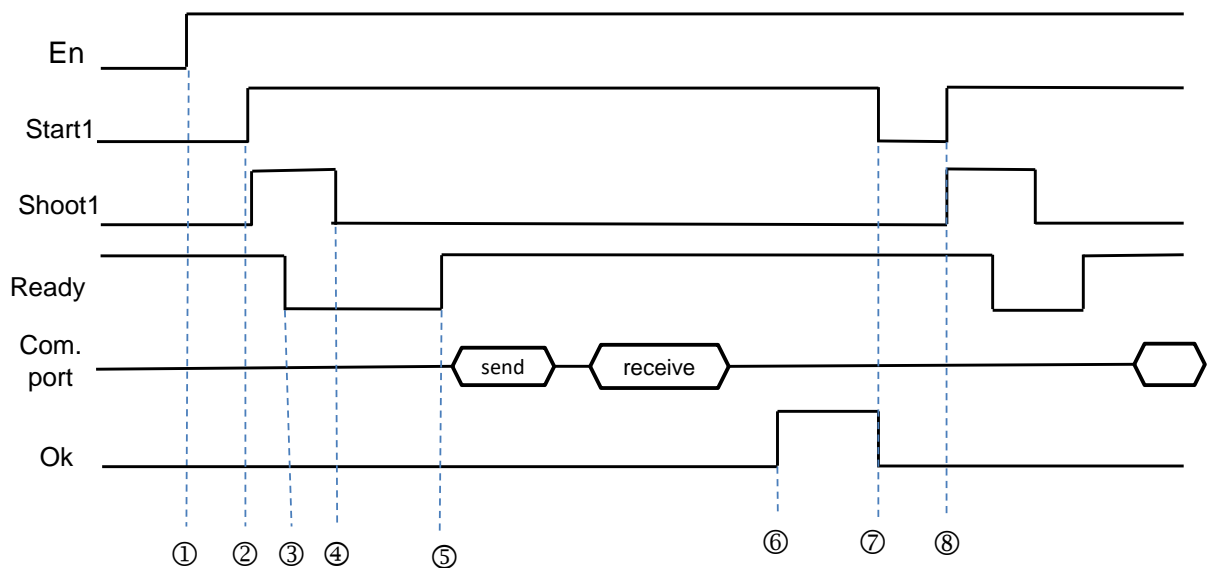 En
Start1
Shoot1
Ready
Com.
port
send
receive
Ok
① ② ③ ④ ⑤ ⑥ ⑦ ⑧